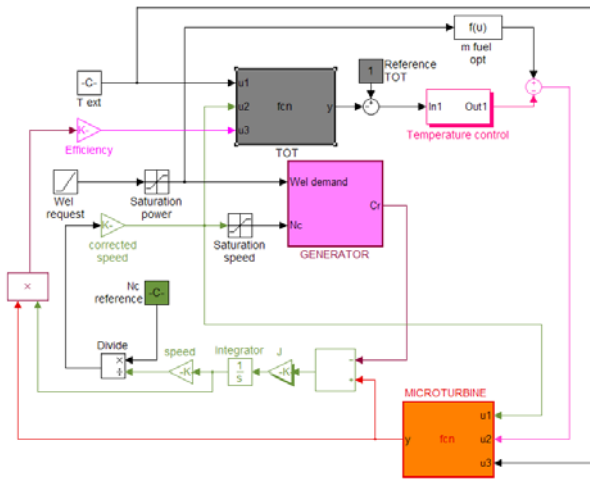 -C-
T ext
f(u)
m fuel
opt
1
Reference
TOT
u1
u2
u3
fcn
y
TOT
In1
Out1
Temperature control
K-
Efficiency
Wel
request
Saturation
power
Wel demand
Nc
Cr
GENERATOR
K-
corrected
speed
Saturation
speed
×
Nc
reference
-C-
Divide
×
÷
speed
-K
Integrator
1
s
J
-K
-
+
MICROTURBINE
y
fcn
u1
u2
u3